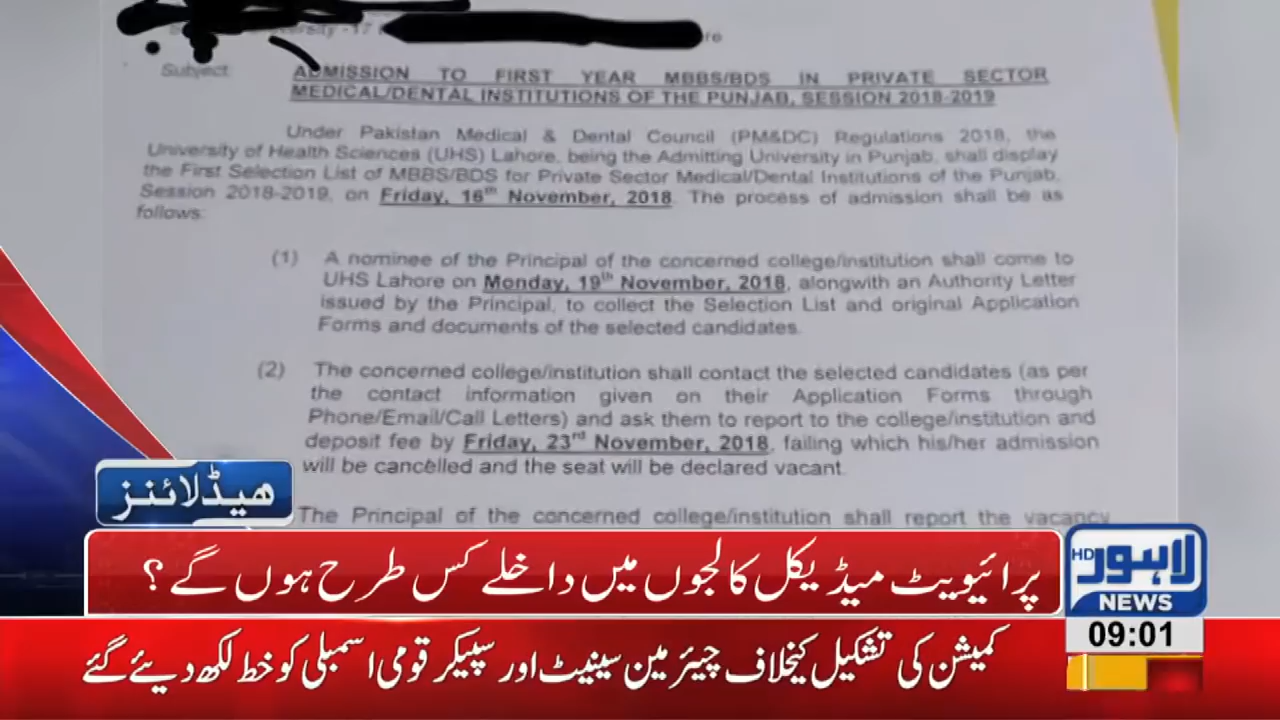 Subject:
ADMISSION TO FIRST YEAR MBBS/BDS IN PRIVATE SECTOR
MEDICAL/DENTAL INSTITUTIONS OF THE PUNJAB, SESSION 2018-2019
Under Pakistan Medical & Dental Council (PM&DC) Regulations 2018, the
University of Health Sciences (UHS) Lahore, being the Admitting University in Punjab, shall display
the First Selection List of MBBS/BDS for Private Sector Medical/Dental Institutions of the Punjab,
Session 2018-2019, on Friday, 16th November, 2018. The process of admission shall be as
follows:
(1) A nominee of the Principal of the concerned college/institution shall come to
UHS Lahore on Monday, 19th November, 2018, alongwith an Authority Letter
issued by the Principal, to collect the Selection List and original Application
Forms and documents of the selected candidates.
(2) The concerned college/institution shall contact the selected candidates (as per
the contact information given on their Application Forms through
Phone/Email/Call Letters) and ask them to report to the college/institution and
deposit fee by Friday, 23rd November, 2018, failing which his/her admission
will be cancelled and the seat will be declared vacant.
The Principal of the concerned college/institution shall report the vacancy
ھیڈلائنز
پرائیویٹ میڈیکل کالجوں میں داخلے کس طرح ہوں گے؟
HD لاہور
NEWS
09:01
کمیشن کی تشکیل کیخلاف چیئرمین سینیٹ اور سپیکر قومی اسمبلی کو خط لکھ دیئے گئے